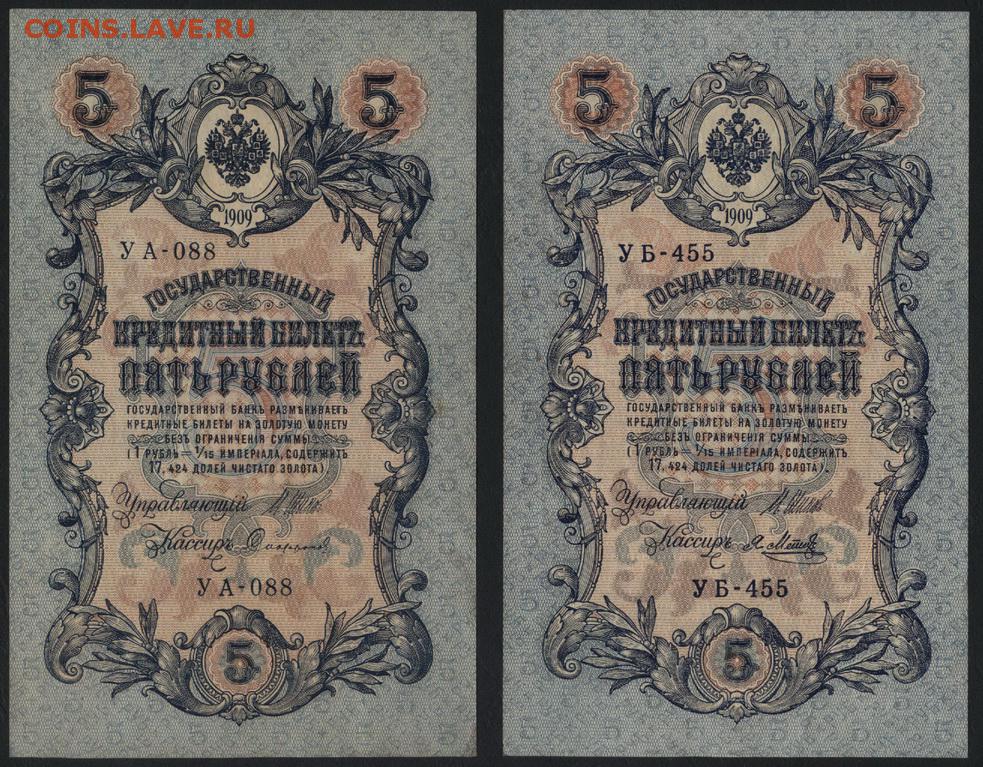 COINS.LAVE.РУ
5 5
1909
УА-088
ГОСУДАРСТВЕННЫЙ
КРЕДИТНЫЙ БИЛЕТЪ
ПЯТЬ РУБЛЕЙ
ГОСУДАРСТВЕННЫЙ БАНКЪ РАЗМѢНИВАЕТЪ
КРЕДИТНЫЕ БИЛЕТЫ НА ЗОЛОТУЮ МОНЕТУ
БЕЗЪ ОГРАНИЧЕНІЯ СУММЫ
(1 РУБЛЬ = 1/15 ИМПЕРІАЛА, СОДЕРЖИТЪ
17,424 ДОЛЕЙ ЧИСТАГО ЗОЛОТА).
Управляющій
Кассиръ
УА-088
5
5 5
1909
УБ-455
ГОСУДАРСТВЕННЫЙ
КРЕДИТНЫЙ БИЛЕТЪ
ПЯТЬ РУБЛЕЙ
ГОСУДАРСТВЕННЫЙ БАНКЪ РАЗМѢНИВАЕТЪ
КРЕДИТНЫЕ БИЛЕТЫ НА ЗОЛОТУЮ МОНЕТУ
БЕЗЪ ОГРАНИЧЕНІЯ СУММЫ
(1 РУБЛЬ = 1/15 ИМПЕРІАЛА, СОДЕРЖИТЪ
17,424 ДОЛЕЙ ЧИСТАГО ЗОЛОТА).
Управляющій
Кассиръ Я. Метцъ
УБ-455
5